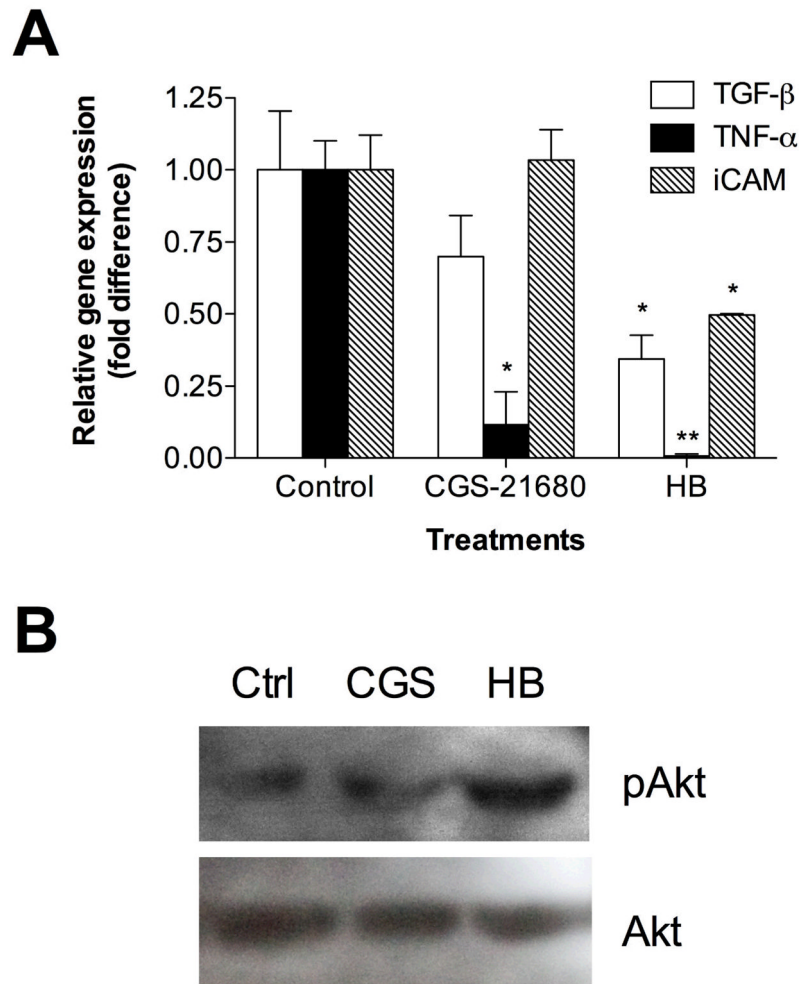 A
Relative gene expression
(fold difference)
1.25
1.00
0.75
0.50
0.25
0.00
TGF-β
TNF-α
iCAM
*
*
**
*
Control CGS-21680 HB
Treatments
B
Ctrl CGS HB
pAkt
Akt